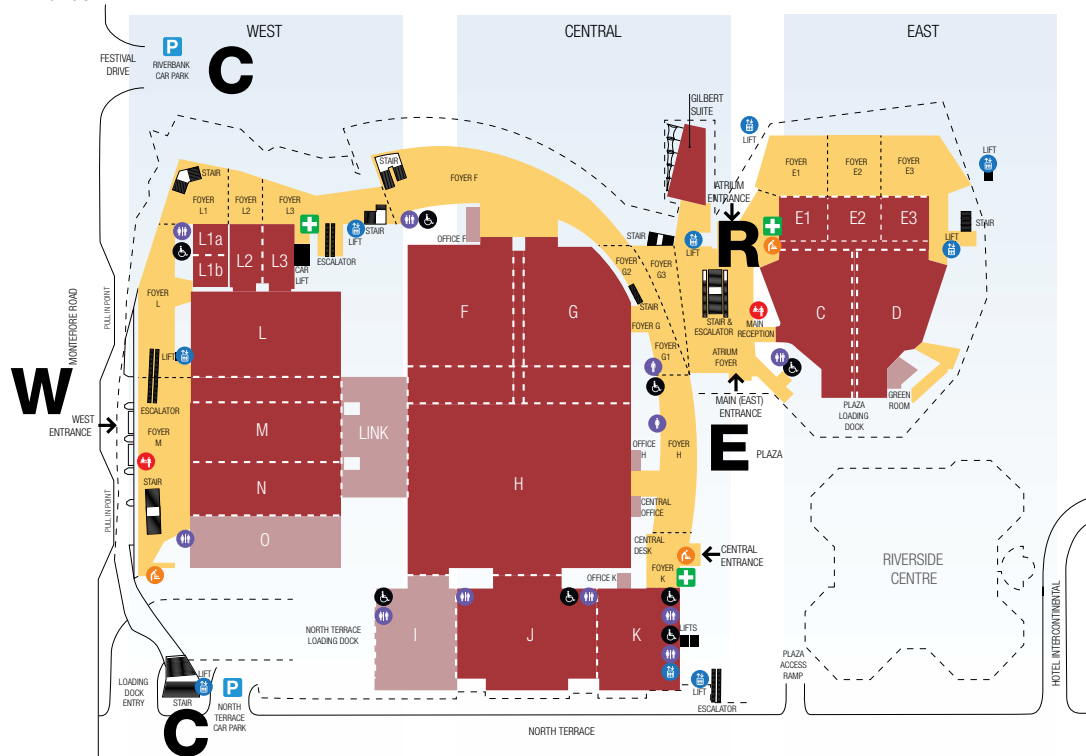 WEST
CENTRAL
EAST
FESTIVAL
DRIVE
P
RIVERBANK
CAR PARK
C
GILBERT
SUITE
LIFT
LIFT
STAIR
STAIR
FOYER F
FOYER
L1
FOYER
L2
FOYER
L3
FOYER
E1
FOYER
E2
FOYER
E3
ATRIUM
ENTRANCE
R
E1
E2
E3
STAIR
LIFT
STAIR
OFFICE F
STAIR
LIFT
LIFT
L1a
L1b
L2
L3
CAR
LIFT
ESCALATOR
FOYER
G2
FOYER
G3
STAIR
FOYER
L
PULL IN POINT
MONTEFIORE ROAD
L
F
G
FOYER G
FOYER
G1
STAIR &
ESCALATOR
MAIN
RECEPTION
ATRIUM
FOYER
C
D
LIFT
ESCALATOR
W
WEST
ENTRANCE
FOYER
M
M
LINK
MAIN (EAST)
ENTRANCE
E
PLAZA
PLAZA
LOADING
DOCK
GREEN
ROOM
STAIR
PULL IN POINT
N
H
OFFICE
H
FOYER
H
CENTRAL
OFFICE
O
CENTRAL
DESK
CENTRAL
ENTRANCE
FOYER
K
OFFICE K
RIVERSIDE
CENTRE
HOTEL INTERCONTINENTAL
NORTH TERRACE
LOADING DOCK
I
J
K
LIFTS
PLAZA
ACCESS
RAMP
LOADING
DOCK
ENTRY
LIFT
STAIR
C
P
NORTH
TERRACE
CAR PARK
LIFT
ESCALATOR
NORTH TERRACE